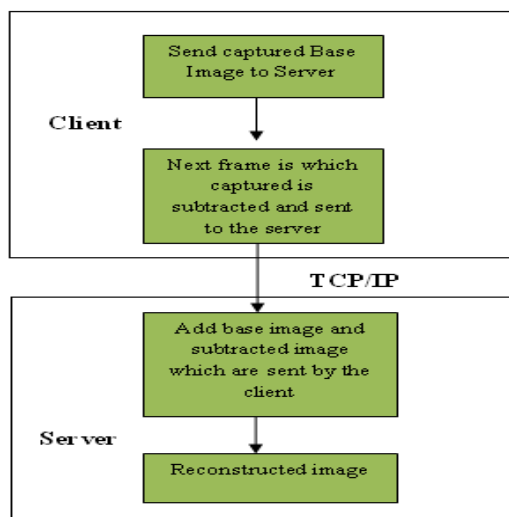 Send captured Base
Image to Server
Client
Next frame is which
captured is
subtracted and sent
to the server
TCP/IP
Add base image and
subtracted image
which are sent by the
client
Server
Reconstructed image